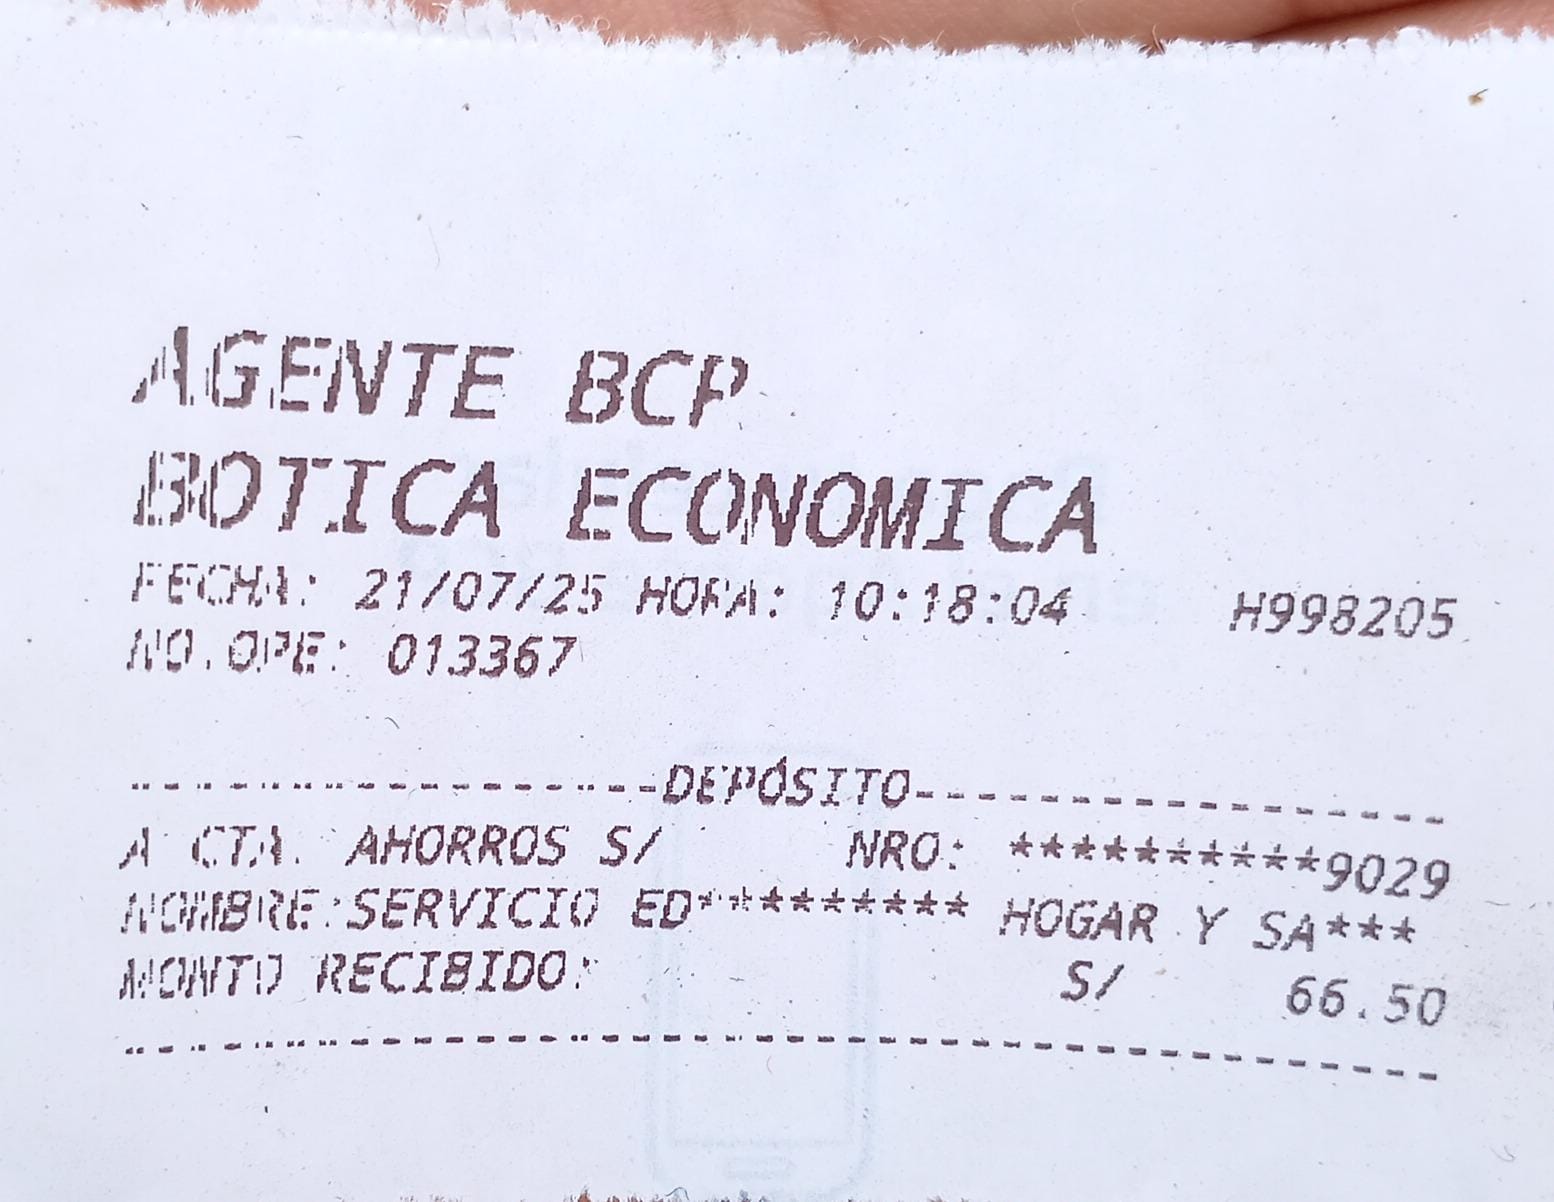 AGENTE BCP
BOTICA ECONOMICA
FECHA: 21/07/25 HORA: 10:18:04 H998205
NO.OPE: 013367
------------------DEPÓSITO------------------
A CTA. AHORROS S/ NRO: **********9029
NOMBRE:SERVICIO ED********* HOGAR Y SA***
MONTO RECIBIDO: S/ 66.50
--------------------------------------------